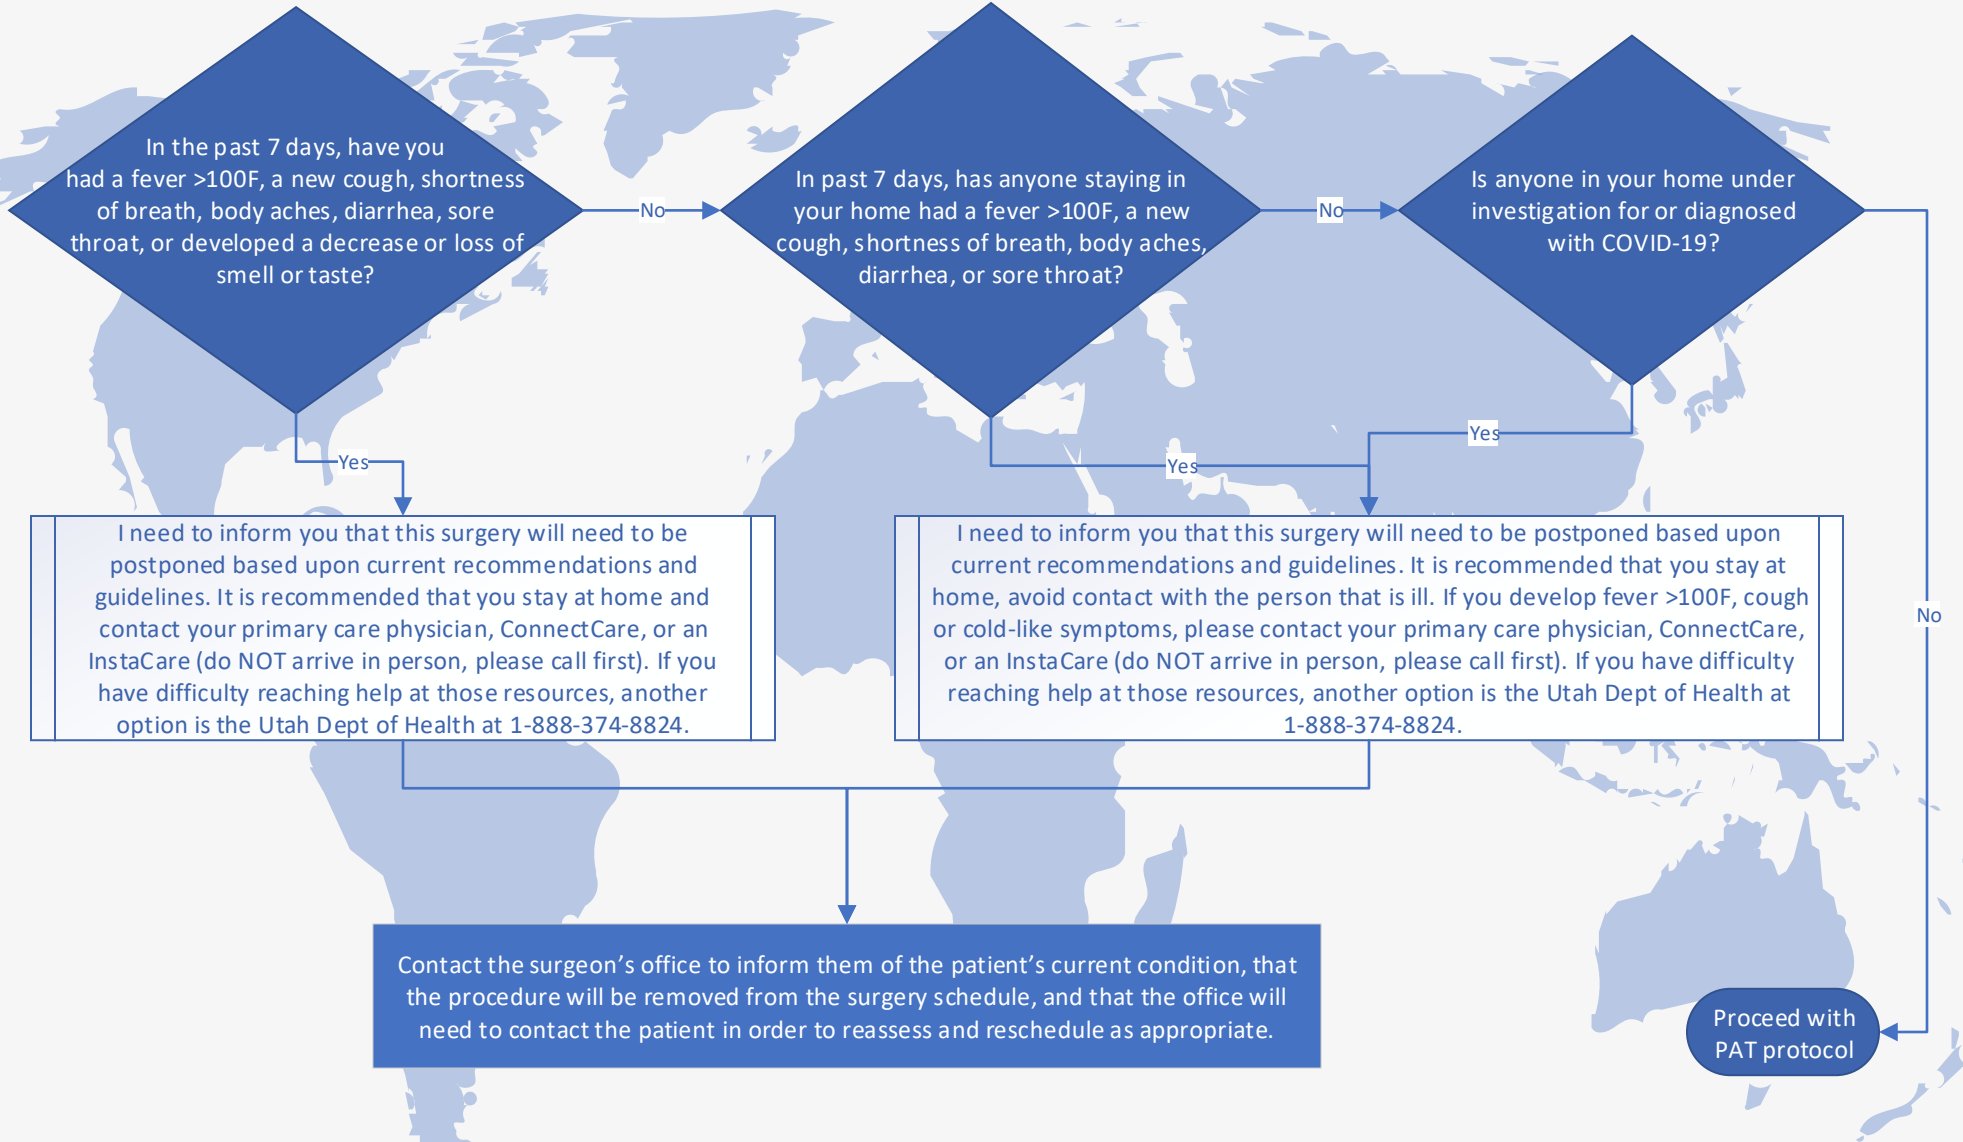 In the past 7 days, have you
had a fever >100F, a new cough, shortness
of breath, body aches, diarrhea, sore
throat, or developed a decrease or loss of
smell or taste?
No
In past 7 days, has anyone staying in
your home had a fever >100F, a new
cough, shortness of breath, body aches,
diarrhea, or sore throat?
No
Is anyone in your home under
investigation for or diagnosed
with COVID-19?
Yes
Yes
Yes
No
I need to inform you that this surgery will need to be
postponed based upon current recommendations and
guidelines. It is recommended that you stay at home and
contact your primary care physician, ConnectCare, or an
InstaCare (do NOT arrive in person, please call first). If you
have difficulty reaching help at those resources, another
option is the Utah Dept of Health at 1-888-374-8824.
I need to inform you that this surgery will need to be postponed based upon
current recommendations and guidelines. It is recommended that you stay at
home, avoid contact with the person that is ill. If you develop fever >100F, cough
or cold-like symptoms, please contact your primary care physician, ConnectCare,
or an InstaCare (do NOT arrive in person, please call first). If you have difficulty
reaching help at those resources, another option is the Utah Dept of Health at
1-888-374-8824.
Contact the surgeon’s office to inform them of the patient’s current condition, that
the procedure will be removed from the surgery schedule, and that the office will
need to contact the patient in order to reassess and reschedule as appropriate.
Proceed with
PAT protocol